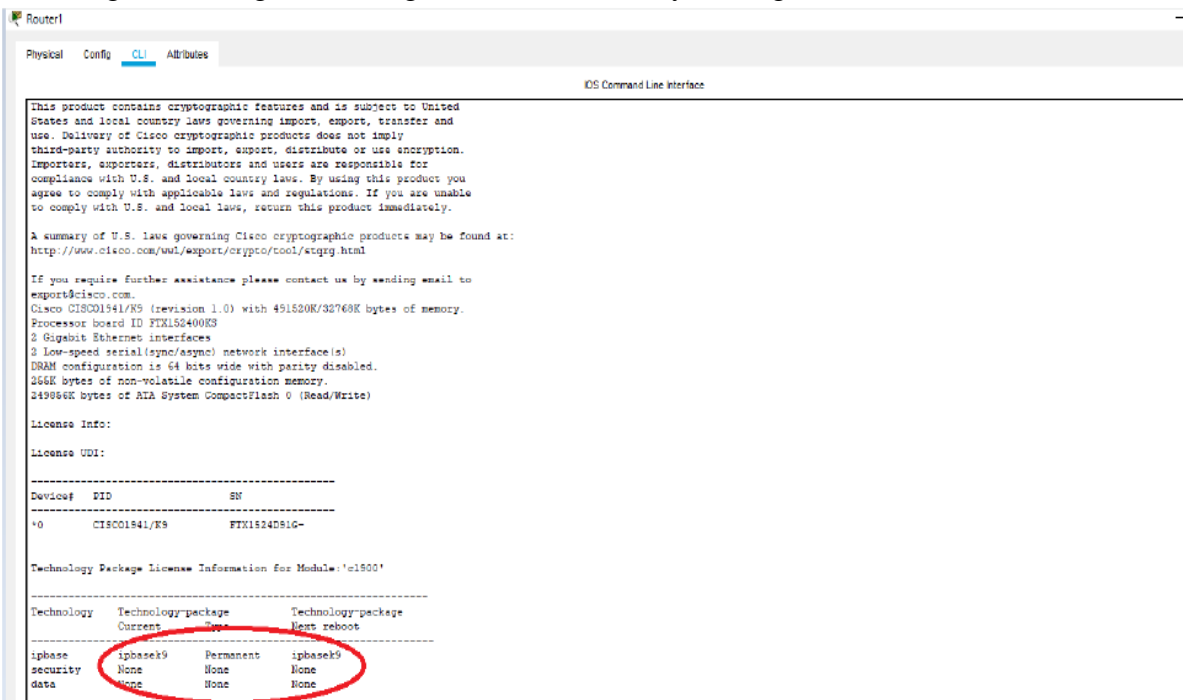 Router1
Physical Config CLI Attributes
IOS Command Line Interface
This product contains cryptographic features and is subject to United
States and local country laws governing import, export, transfer and
use. Delivery of Cisco cryptographic products does not imply
third-party authority to import, export, distribute or use encryption.
Importers, exporters, distributors and users are responsible for
compliance with U.S. and local country laws. By using this product you
agree to comply with applicable laws and regulations. If you are unable
to comply with U.S. and local laws, return this product immediately.
A summary of U.S. laws governing Cisco cryptographic products may be found at:
http://www.cisco.com/wwl/export/crypto/tool/stqrg.html
If you require further assistance please contact us by sending email to
export@cisco.com.
Cisco CISCO1941/K9 (revision 1.0) with 491520K/32768K bytes of memory.
Processor board ID FTX152400KS
2 Gigabit Ethernet interfaces
2 Low-speed serial(sync/async) network interface(s)
DRAM configuration is 64 bits wide with parity disabled.
255K bytes of non-volatile configuration memory.
249856K bytes of ATA System CompactFlash 0 (Read/Write)
License Info:
License UDI:
-------------------------------------------------
Device# PID SN
-------------------------------------------------
*0 CISCO1941/K9 FTX1524D91G-
Technology Package License Information for Module:'c1900'
----------------------------------------------------------------
Technology Technology-package Technology-package
Current Type Next reboot
-----------------------------------------------------------------
ipbase ipbasek9 Permanent ipbasek9
security None None None
data None None None